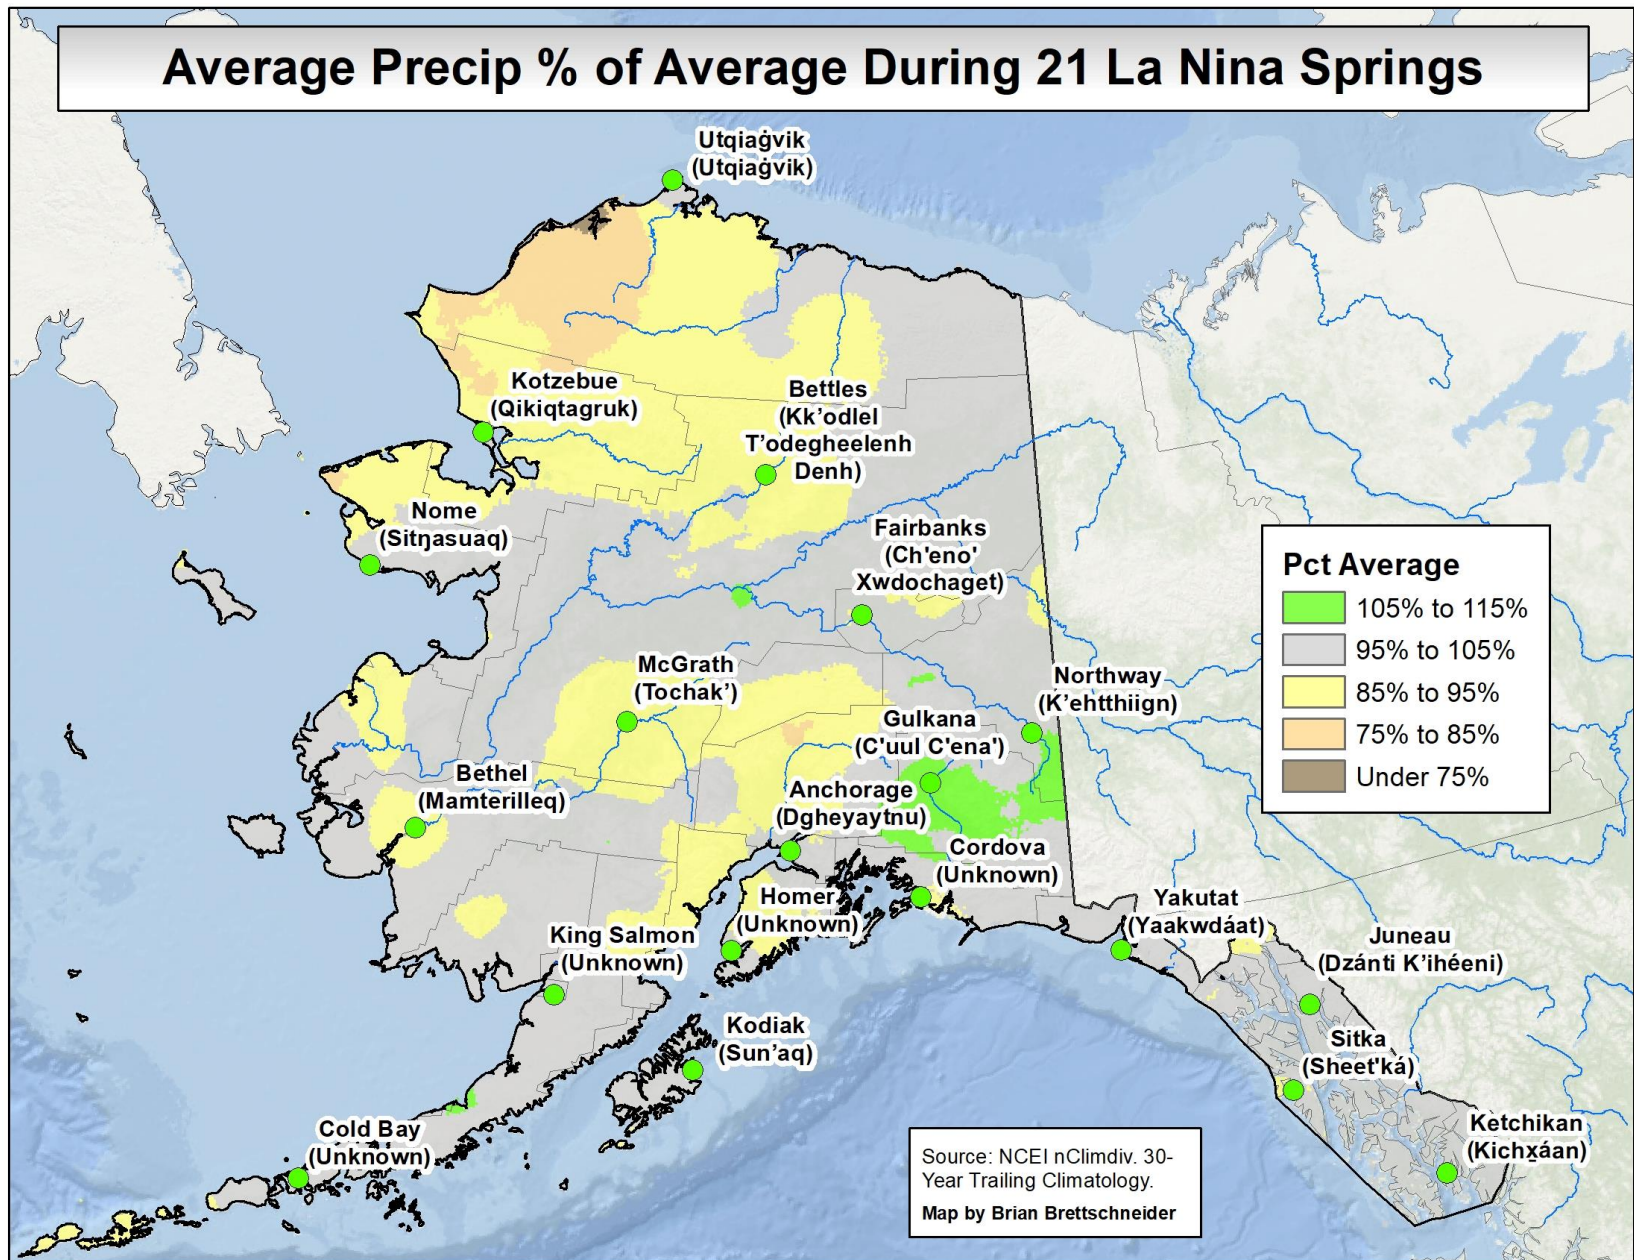 Average Precip % of Average During 21 La Nina Springs
Utqiaġvik
(Utqiaġvik)
Kotzebue
(Qikiqtagruk)
Bettles
(Kk’odlel
T’odegheelenh
Denh)
Nome
(Sitŋasuaq)
Fairbanks
(Ch'eno'
Xwdochaget)
McGrath
(Tochak’)
Northway
(K’ehtthiign)
Gulkana
(C'uul C'ena')
Bethel
(Mamterilleq)
Anchorage
(Dgheyaytnu)
Cordova
(Unknown)
Homer
(Unknown)
Yakutat
(Yaakwdáat)
King Salmon
(Unknown)
Juneau
(Dzánti K’ihéeni)
Kodiak
(Sun’aq)
Sitka
(Sheet'ká)
Cold Bay
(Unknown)
Ketchikan
(Kichx̱áan)
Pct Average
105% to 115%
95% to 105%
85% to 95%
75% to 85%
Under 75%
Source: NCEI nClimdiv. 30-
Year Trailing Climatology.
Map by Brian Brettschneider